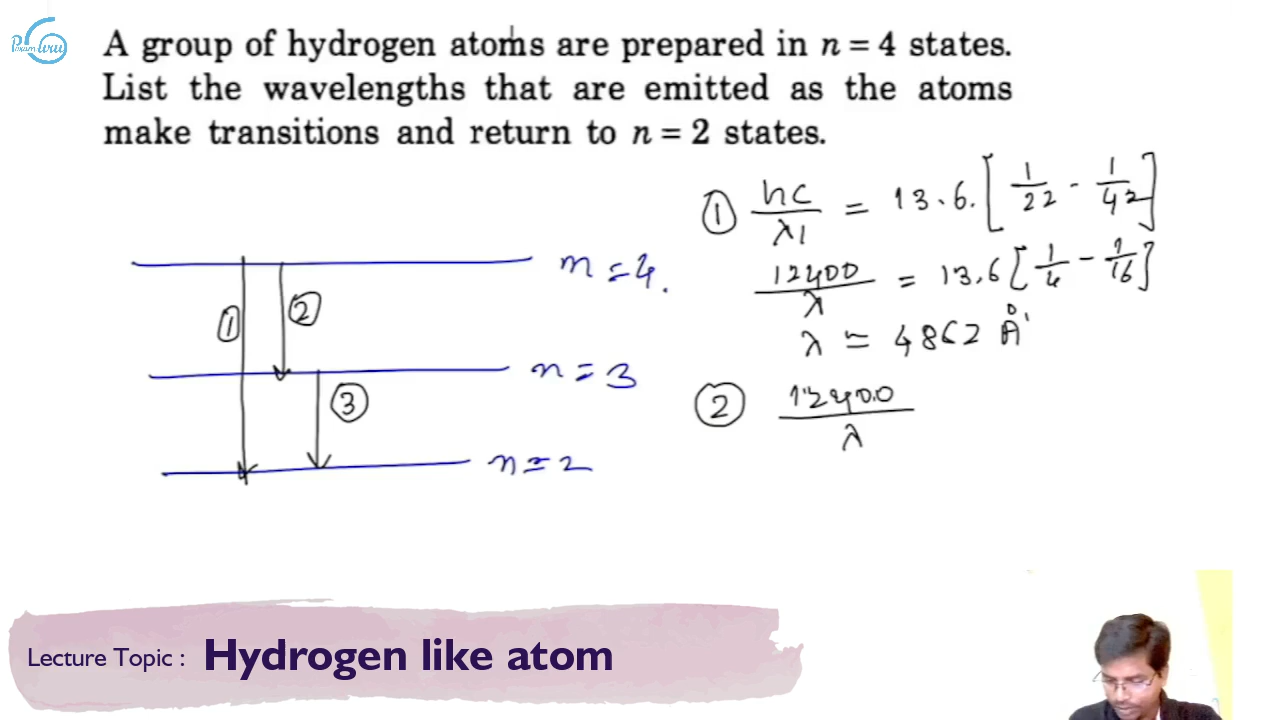 Pexam guru
A group of hydrogen atoms are prepared in n = 4 states.
List the wavelengths that are emitted as the atoms
make transitions and return to n = 2 states.
n = 4.
n = 3
n = 2
①
②
③
① hc/λ1 = 13.6. [1/2² - 1/4²]
12400/λ = 13.6 [1/4 - 1/16]
λ ≃ 4862 Å
② 12400/λ
Lecture Topic : Hydrogen like atom